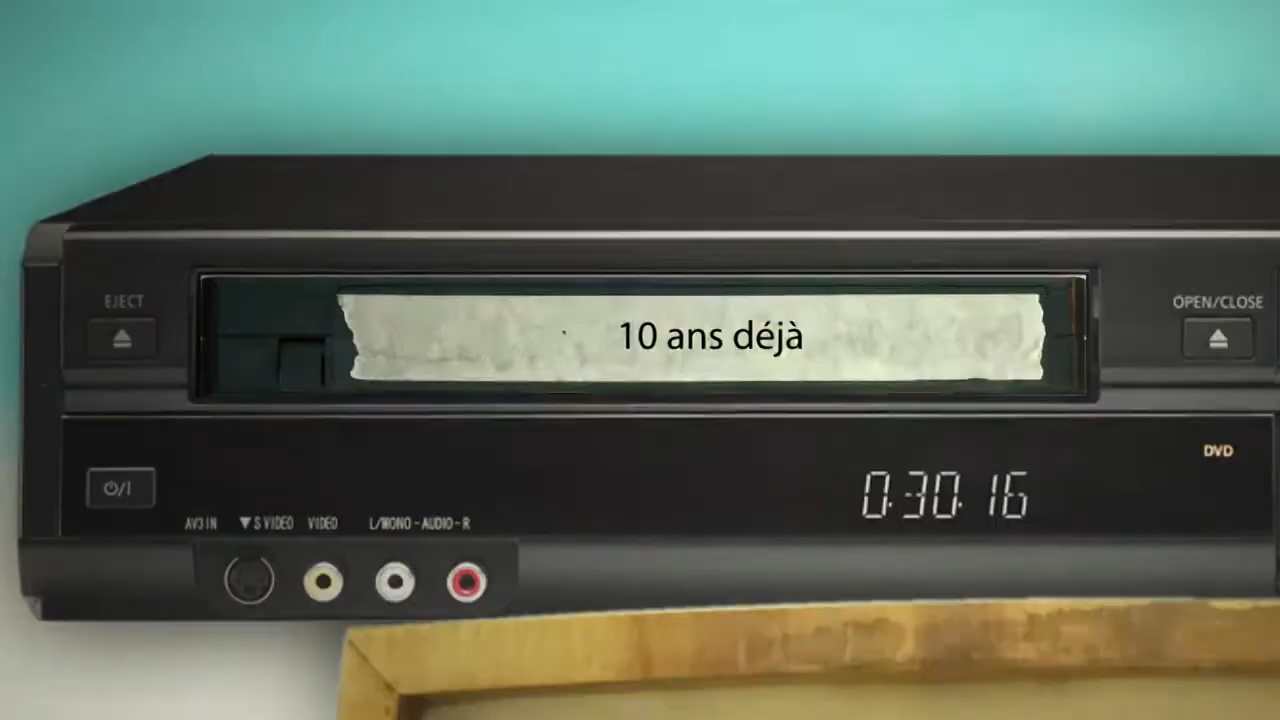 EJECT
10 ans déjà
OPEN/CLOSE
DVD
0:30:16
AV3 IN ▼ S VIDEO VIDEO L/MONO - AUDIO - R